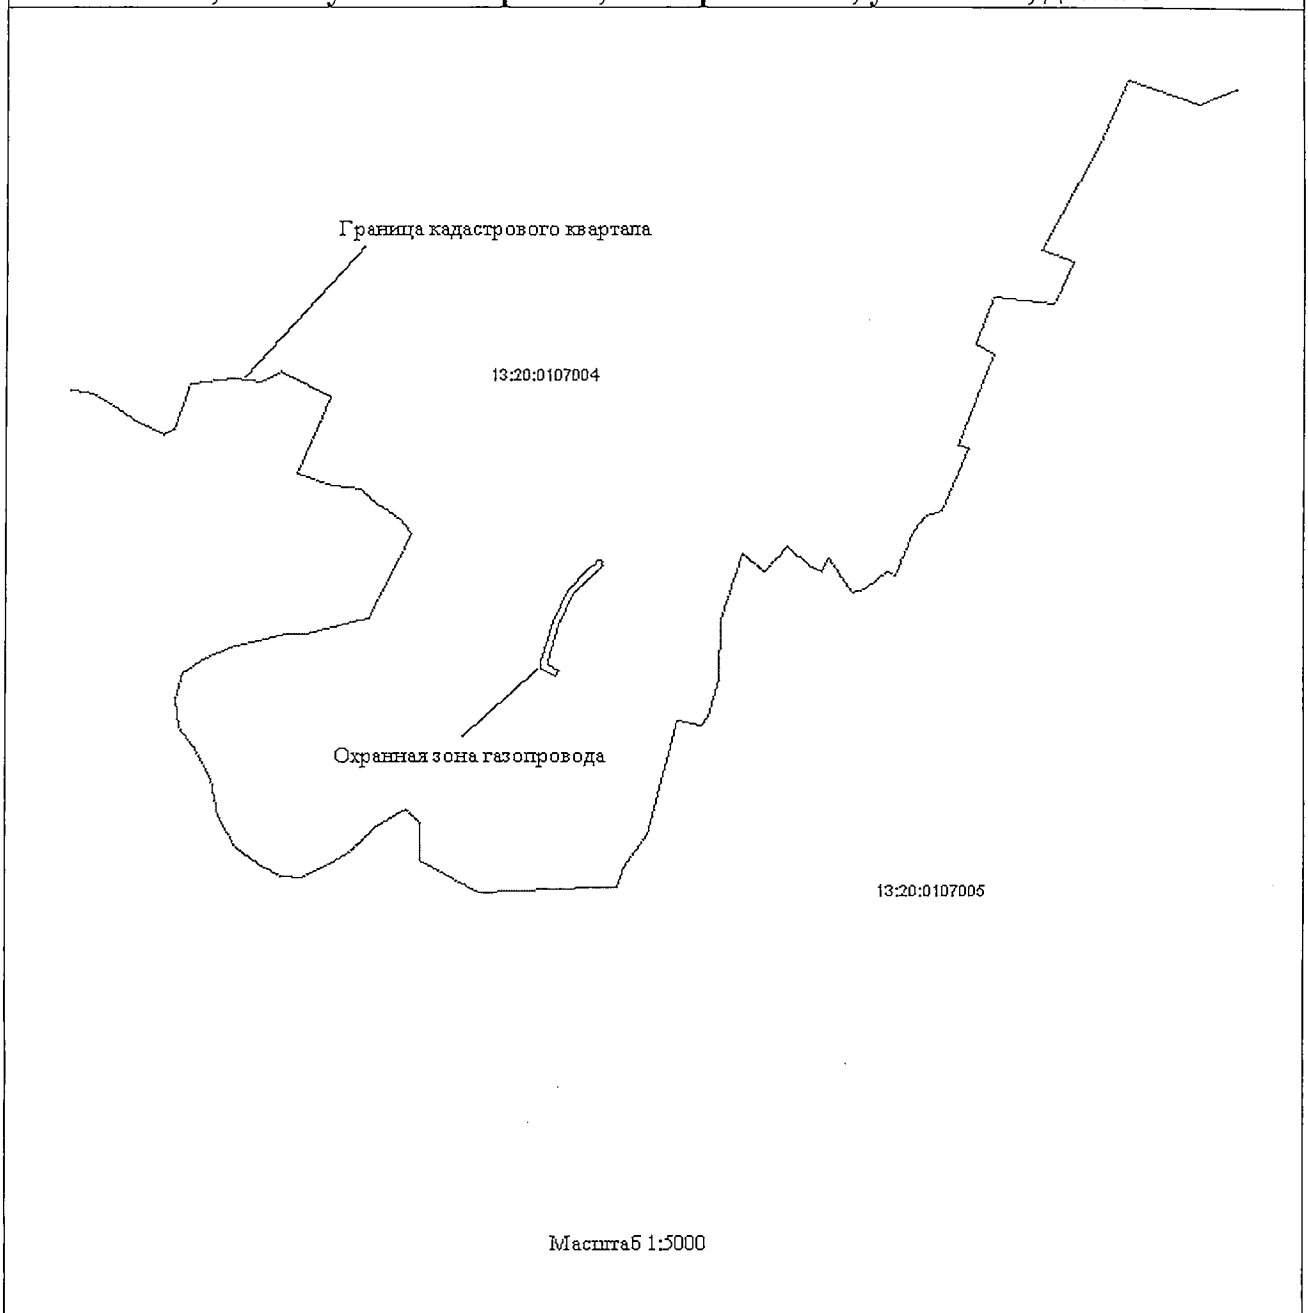 Граница кадастрового квартала
13:20:0107004
Охранная зона газопровода
13:20:0107005
Масштаб 1:5000